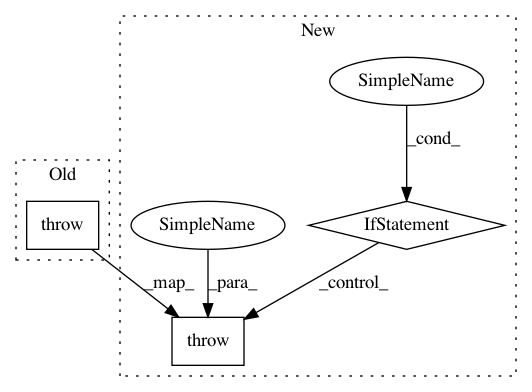 New
SimpleName
_cond_
Old
throw
SimpleName
IfStatement
_map_
_para_
_control_
throw